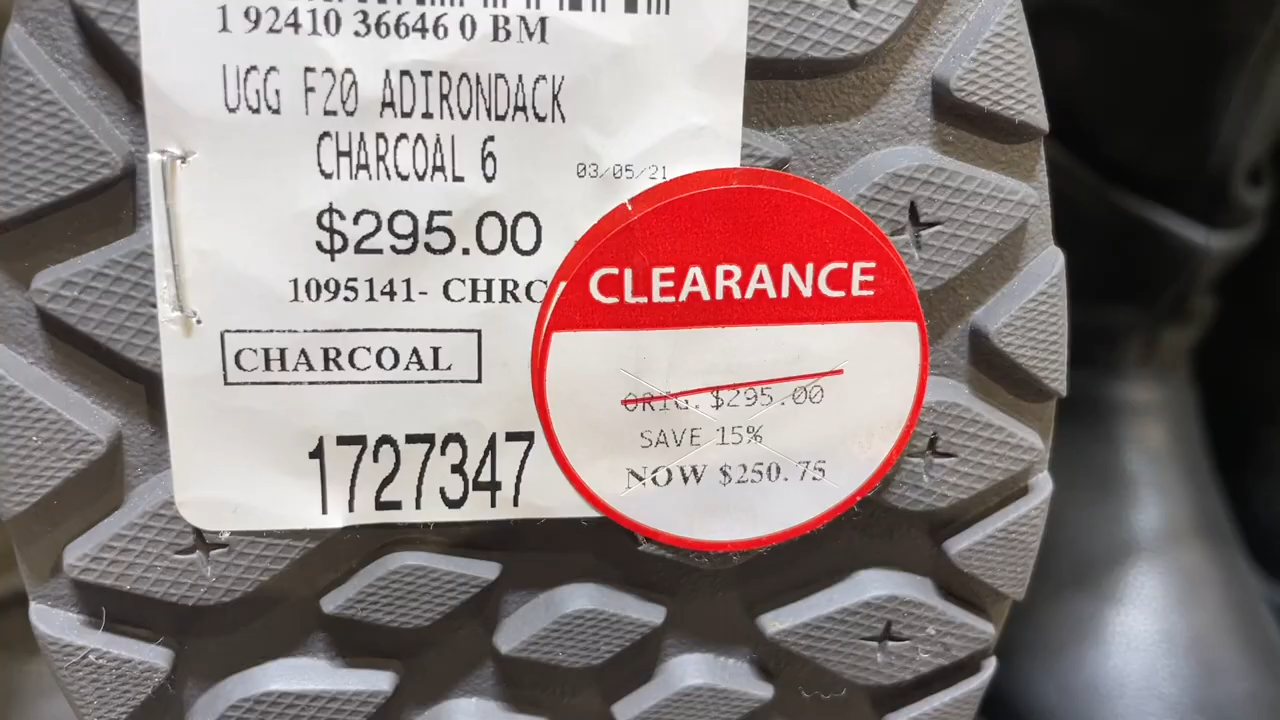 1 92410 36646 0 BM
UGG F20 ADIRONDACK
CHARCOAL 6
03/05/21
$295.00
1095141- CHRC
CHARCOAL
1727347
CLEARANCE
ORIG. $295.00
SAVE 15%
NOW $250.75